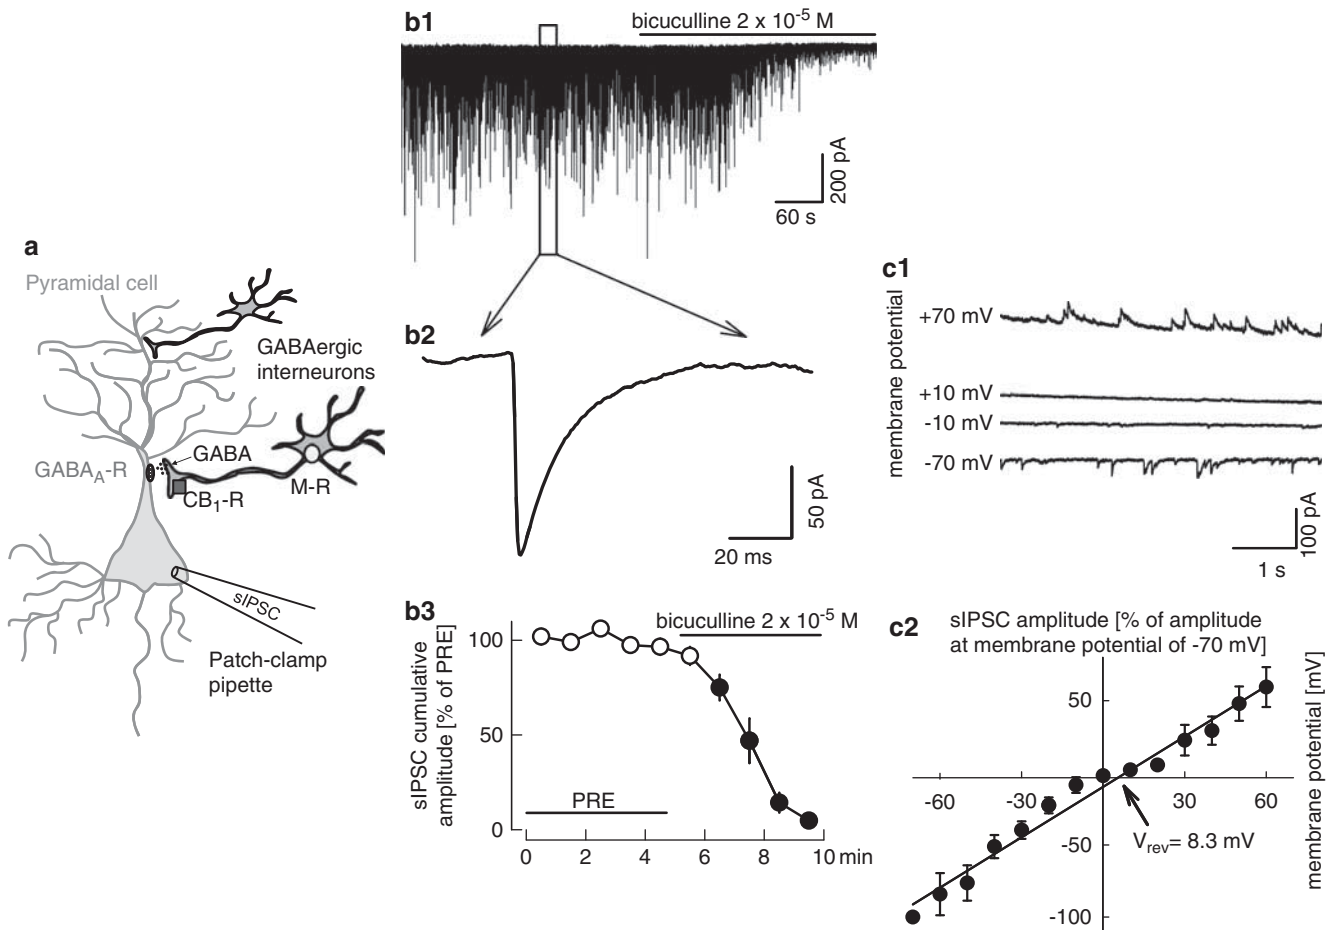 a
Pyramidal cell
GABAergic
interneurons
GABA
GABAA-R
CB1-R
M-R
sIPSC
Patch-clamp
pipette
b1
bicuculline 2 x 10-5 M
200 pA
60 s
b2
50 pA
20 ms
b3
bicuculline 2 x 10-5 M
sIPSC cumulative
amplitude [% of PRE]
100
50
0
PRE
0 2 4 6 8 10 min
c1
membrane potential
+70 mV
+10 mV
-10 mV
-70 mV
100 pA
1 s
c2
sIPSC amplitude [% of amplitude
at membrane potential of -70 mV]
50
-60 -30 30 60
-50
-100
Vrev= 8.3 mV
membrane potential [mV]